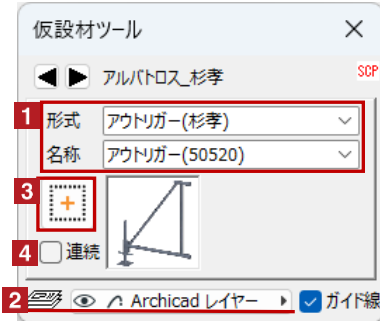 仮設材ツール
アルバトロス_杉孝
SCP
1
形式 アウトリガー(杉孝)
名称 アウトリガー(50520)
3
4 連続
2 Archicad レイヤー ガイド線